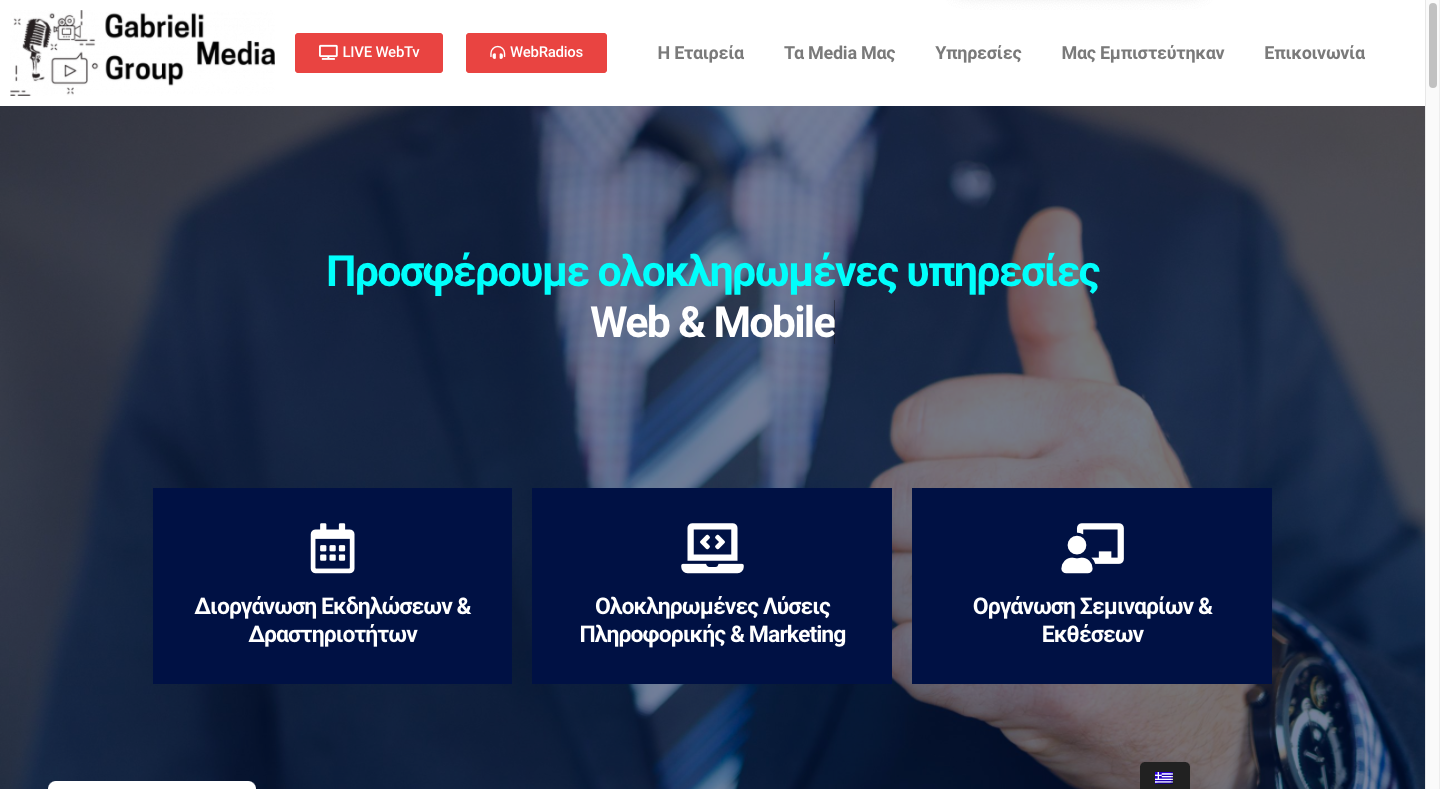 Gabrieli
Media
Group
LIVE WebTv
WebRadios
Η Εταιρεία
Τα Media Μας
Υπηρεσίες
Μας Εμπιστεύτηκαν
Επικοινωνία
Προσφέρουμε ολοκληρωμένες υπηρεσίες
Web & Mobile
Διοργάνωση Εκδηλώσεων &
Δραστηριοτήτων
Ολοκληρωμένες Λύσεις
Πληροφορικής & Marketing
Οργάνωση Σεμιναρίων &
Εκθέσεων